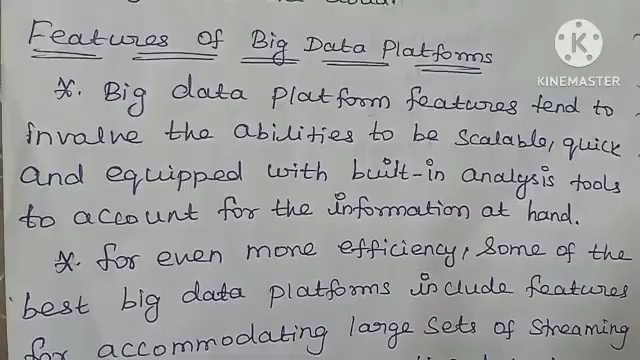 Features of Big Data Platforms
KINEMASTER
*. Big data platform features tend to
involve the abilities to be scalable, quick
and equipped with built-in analysis tools
to account for the information at hand.
*. for even more efficiency, Some of the
best big data platforms include features
for accommodating large sets of streaming